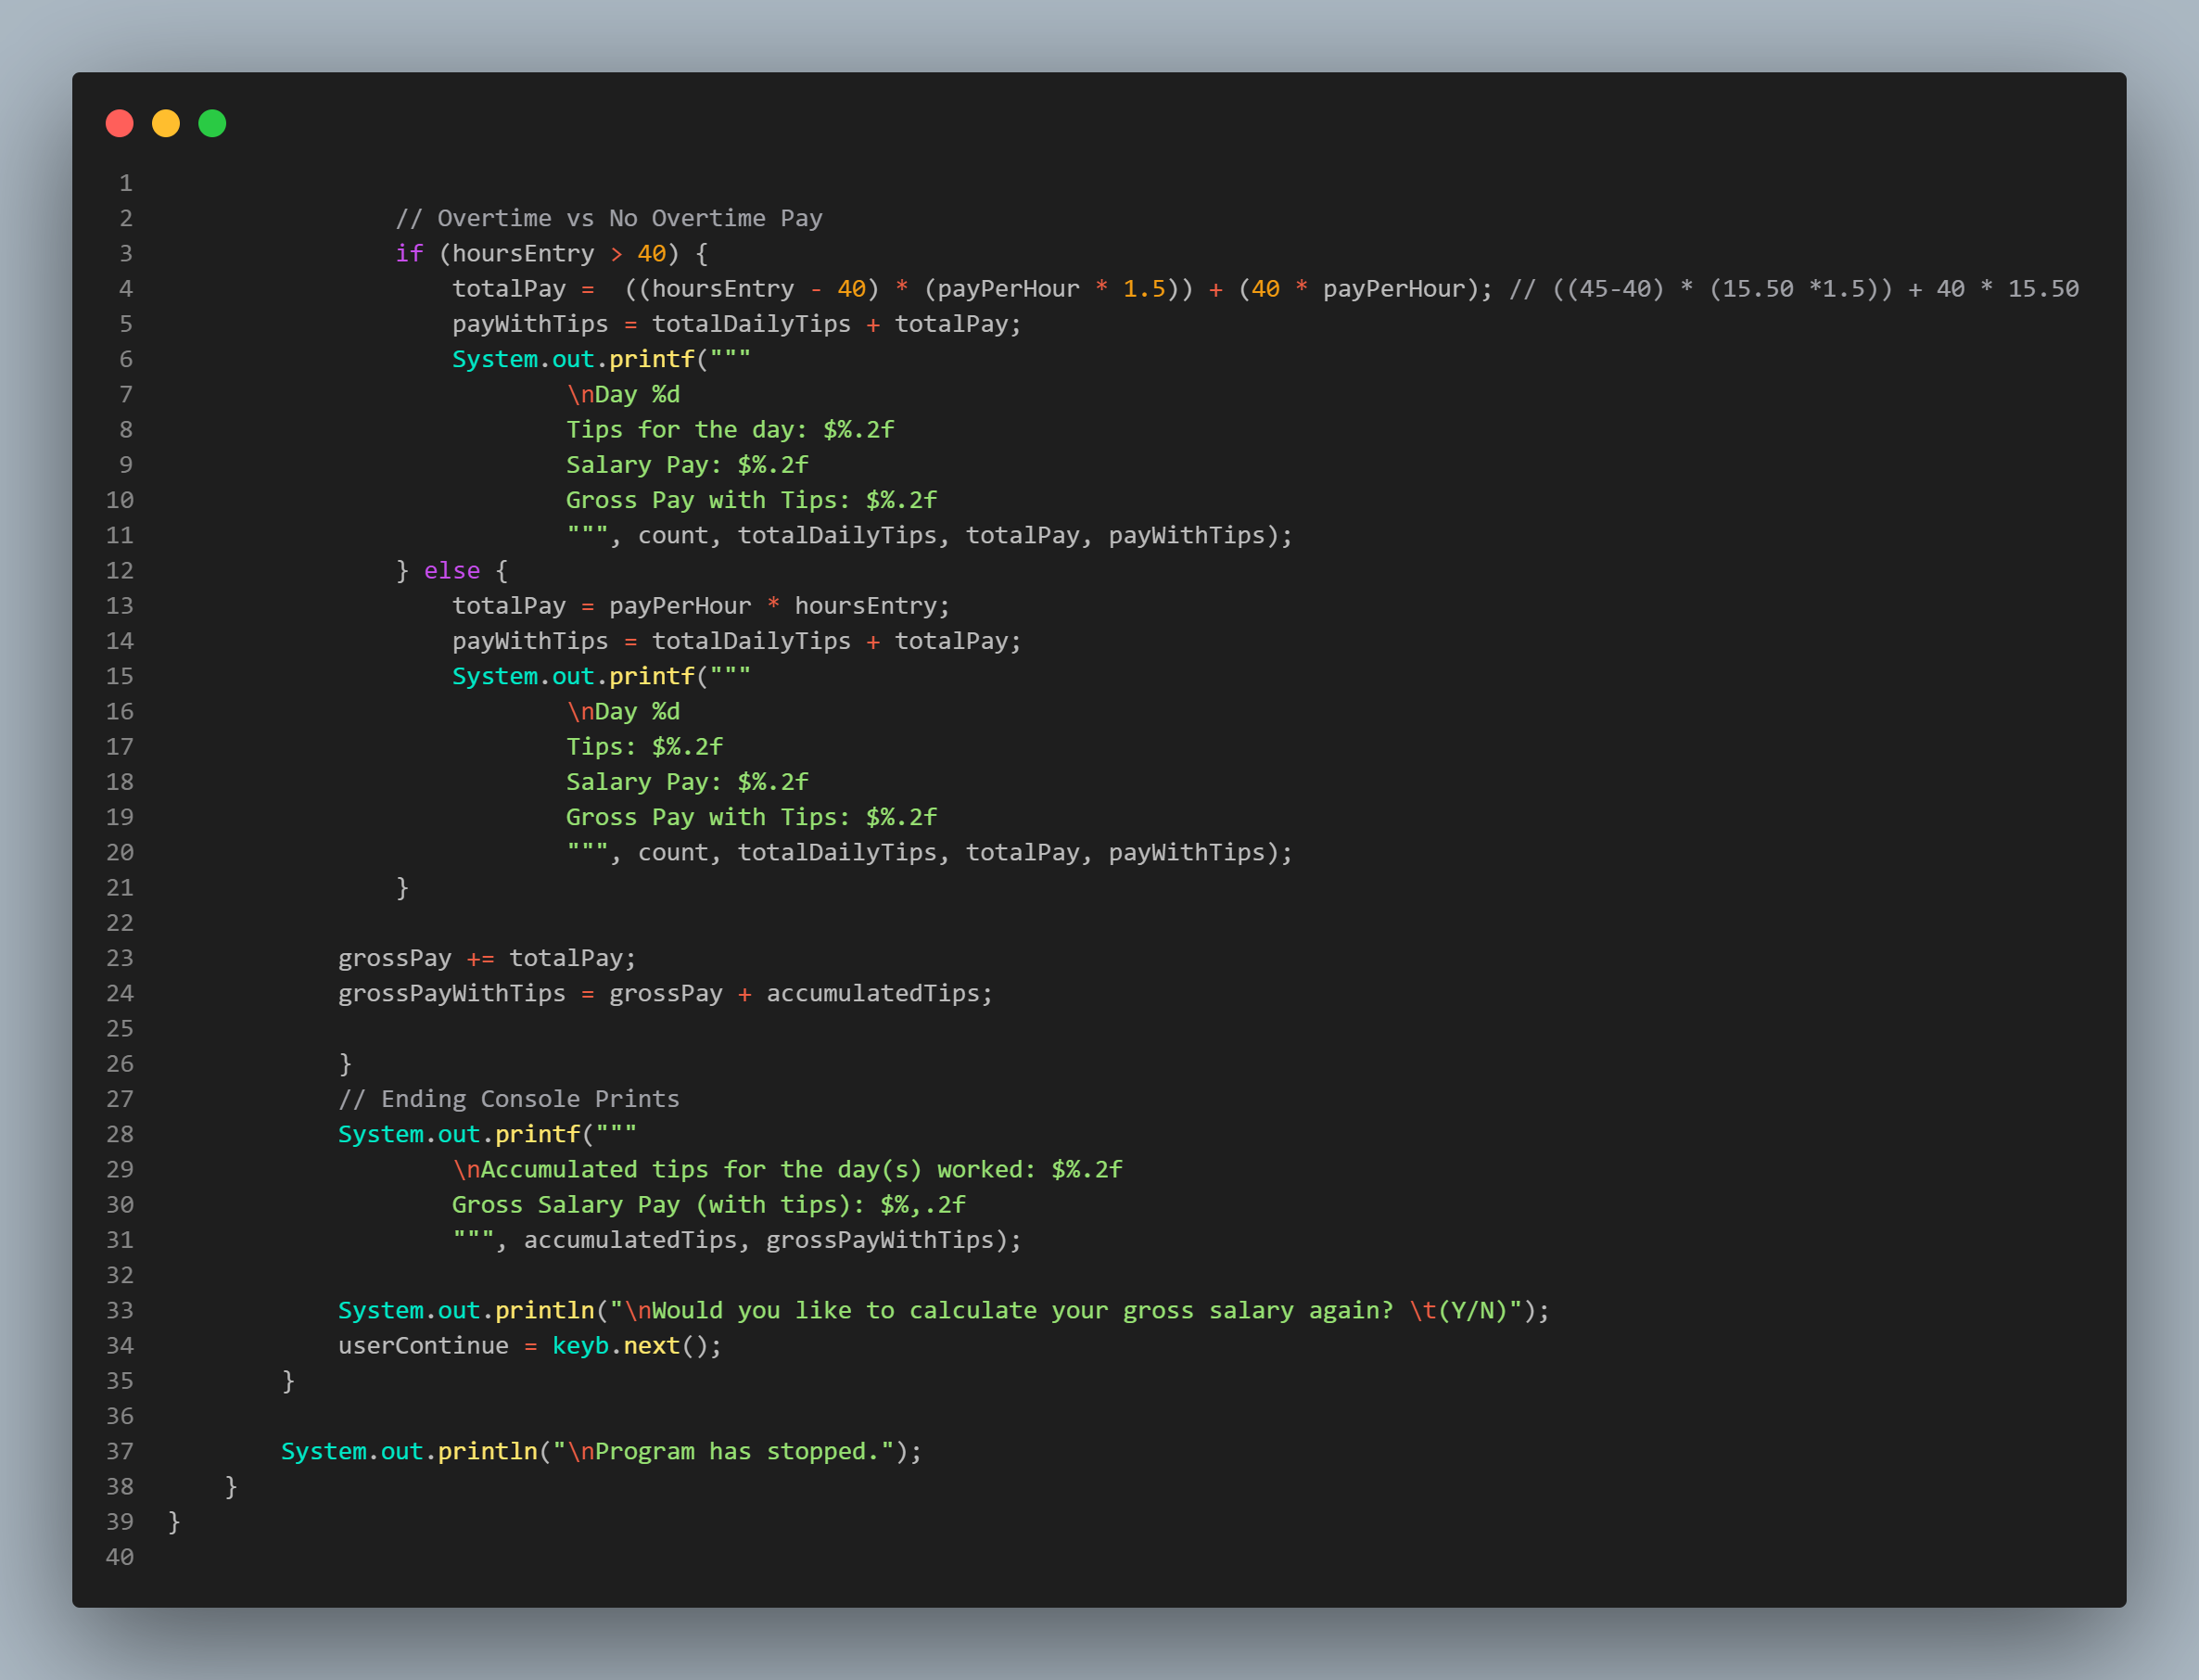 1
2 // Overtime vs No Overtime Pay
3 if (hoursEntry > 40) {
4 totalPay =  ((hoursEntry - 40) * (payPerHour * 1.5)) + (40 * payPerHour); // ((45-40) * (15.50 *1.5)) + 40 * 15.50
5 payWithTips = totalDailyTips + totalPay;
6 System.out.printf("""
7 \nDay %d
8 Tips for the day: $%.2f
9 Salary Pay: $%.2f
10 Gross Pay with Tips: $%.2f
11 """, count, totalDailyTips, totalPay, payWithTips);
12 } else {
13 totalPay = payPerHour * hoursEntry;
14 payWithTips = totalDailyTips + totalPay;
15 System.out.printf("""
16 \nDay %d
17 Tips: $%.2f
18 Salary Pay: $%.2f
19 Gross Pay with Tips: $%.2f
20 """, count, totalDailyTips, totalPay, payWithTips);
21 }
22
23 grossPay += totalPay;
24 grossPayWithTips = grossPay + accumulatedTips;
25
26 }
27 // Ending Console Prints
28 System.out.printf("""
29 \nAccumulated tips for the day(s) worked: $%.2f
30 Gross Salary Pay (with tips): $%,.2f
31 """, accumulatedTips, grossPayWithTips);
32
33 System.out.println("\nWould you like to calculate your gross salary again? \t(Y/N)");
34 userContinue = keyb.next();
35 }
36
37 System.out.println("\nProgram has stopped.");
38 }
39 }
40